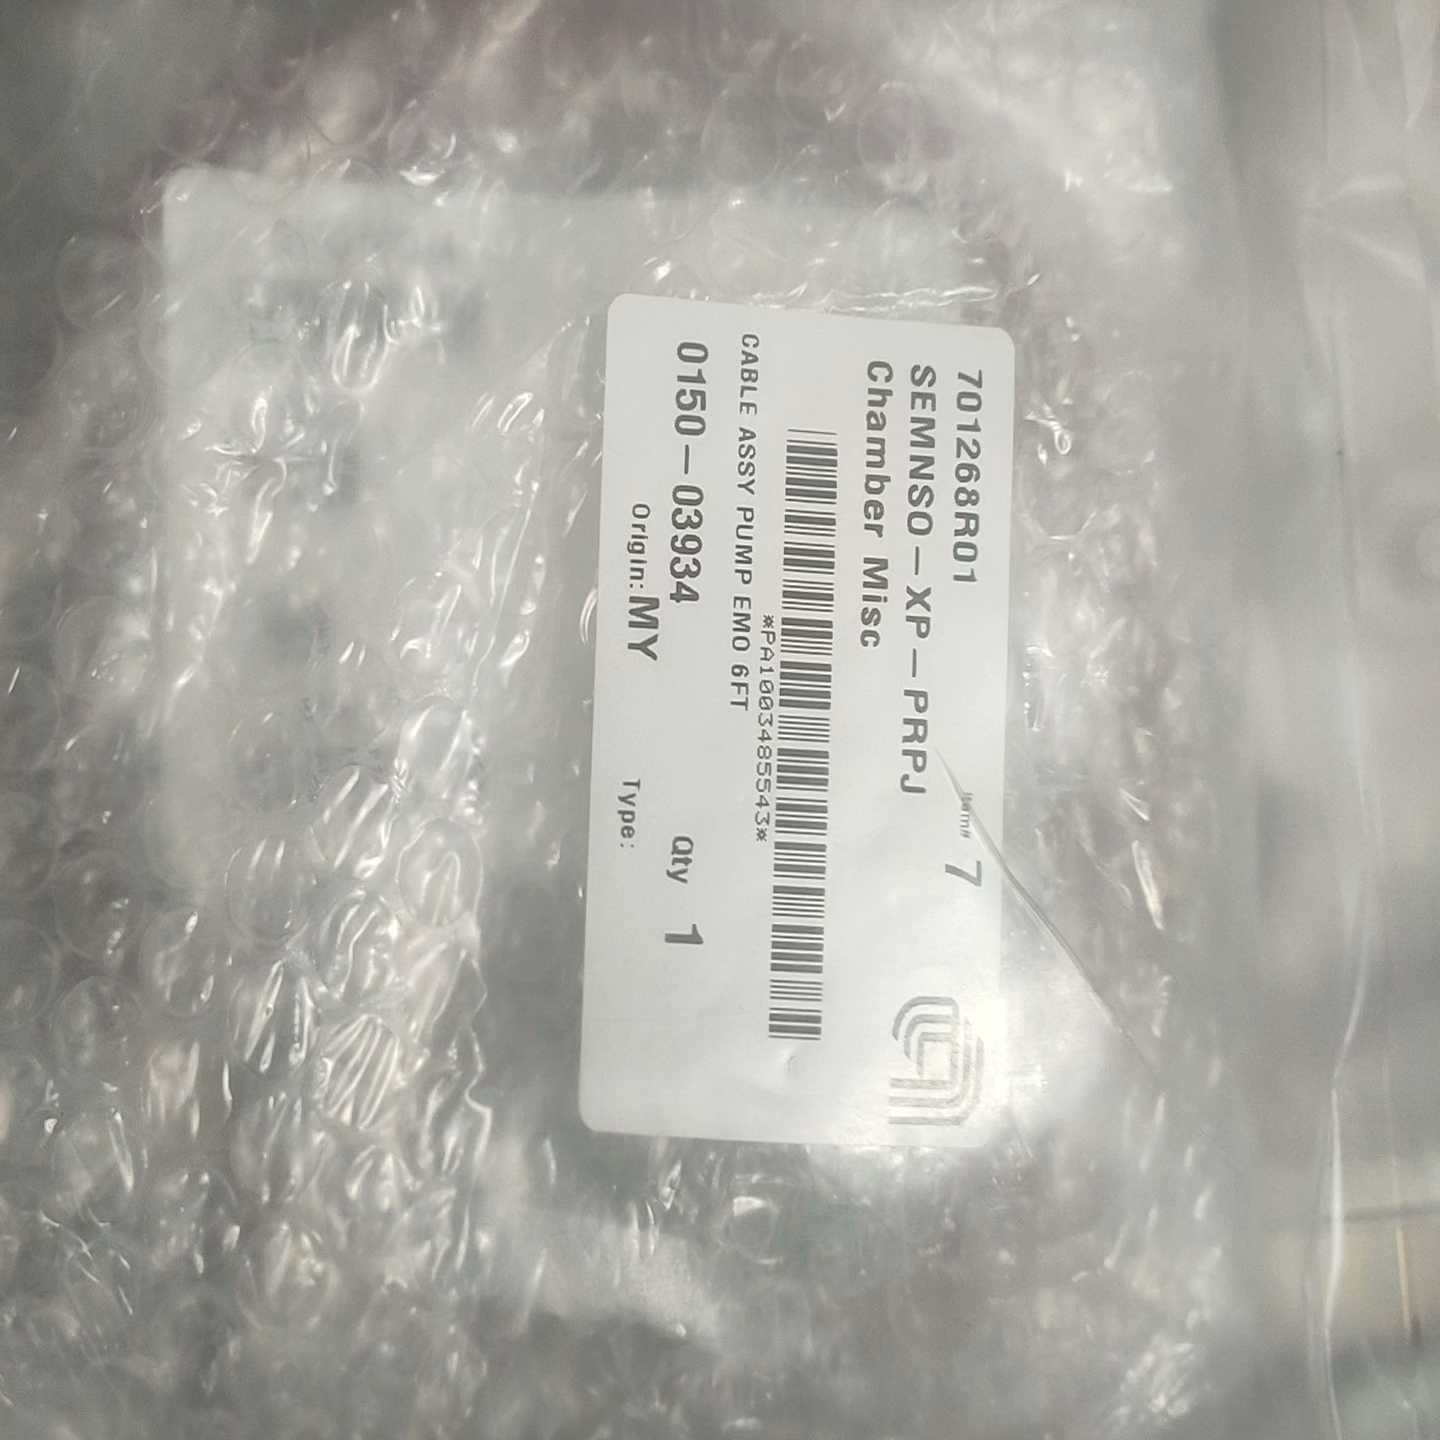 701268R01 Item# 7
SEMNSO-XP-PRPJ
Chamber Misc
*PA1003485543*
CABLE ASSY PUMP EMO 6FT
0150-03934 Qty 1
Origin:MY Type: